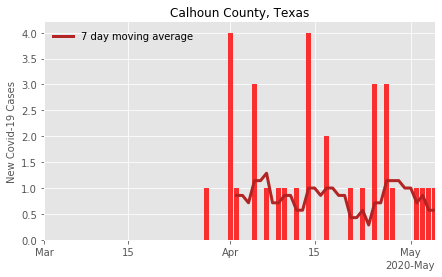 Calhoun County, Texas
7 day moving average
New Covid-19 Cases
4.0
3.5
3.0
2.5
2.0
1.5
1.0
0.5
0.0
Mar 15 Apr 15 May
2020-May